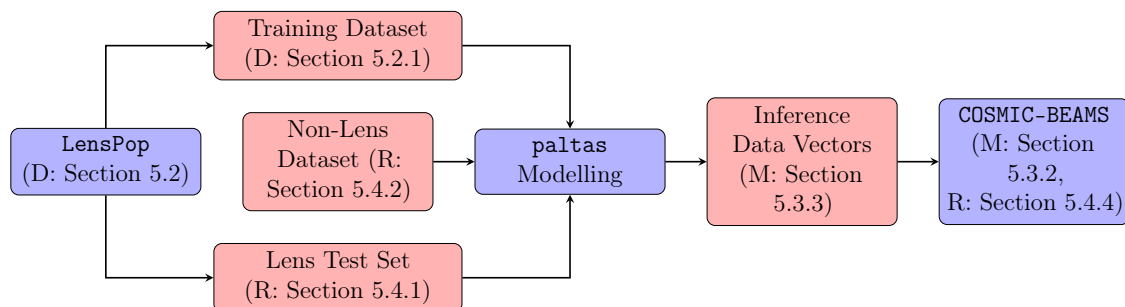 Training Dataset
(D: Section 5.2.1)
LensPop
(D: Section 5.2)
Non-Lens
Dataset (R:
Section 5.4.2)
paltas
Modelling
Inference
Data Vectors
(M: Section
5.3.3)
COSMIC-BEAMS
(M: Section
5.3.2,
R: Section 5.4.4)
Lens Test Set
(R: Section 5.4.1)